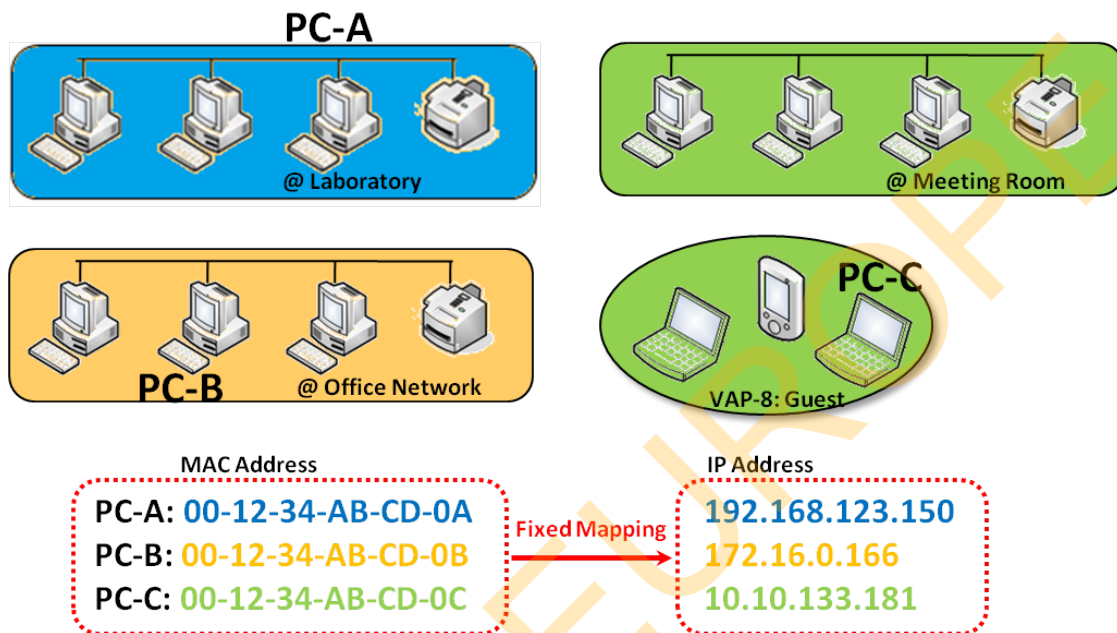 PC-A
@ Laboratory
@ Meeting Room
PC-B
@ Office Network
PC-C
VAP-8: Guest
MAC Address
PC-A: 00-12-34-AB-CD-0A
PC-B: 00-12-34-AB-CD-0B
PC-C: 00-12-34-AB-CD-0C
Fixed Mapping
IP Address
192.168.123.150
172.16.0.166
10.10.133.181
EUROPE